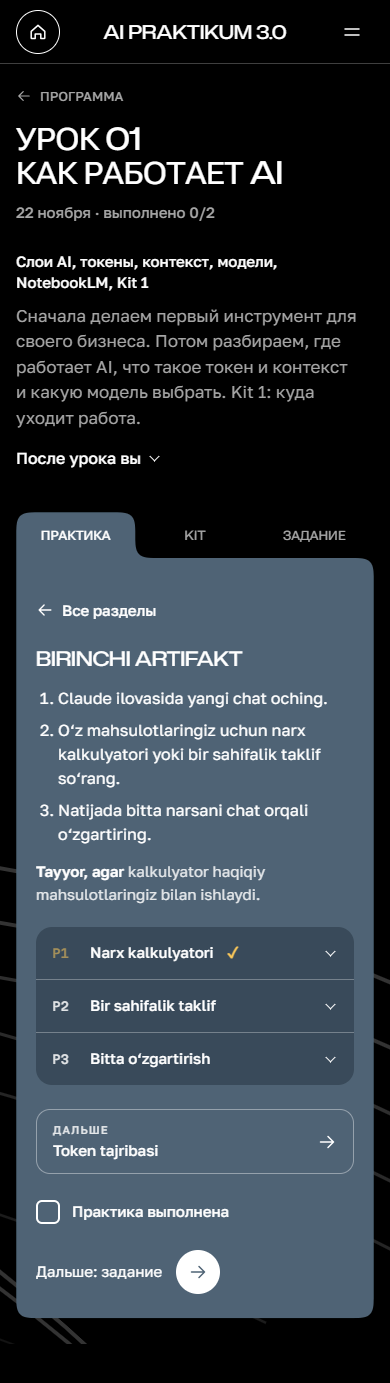 AI PRAKTIKUM 3.0
ПРОГРАММА
УРОК 01
КАК РАБОТАЕТ AI
22 ноября · выполнено 0/2
Слои AI, токены, контекст, модели,
NotebookLM, Kit 1
Сначала делаем первый инструмент для
своего бизнеса. Потом разбираем, где
работает AI, что такое токен и контекст
и какую модель выбрать. Kit 1: куда
уходит работа.
После урока вы
ПРАКТИКА
KIT
ЗАДАНИЕ
Все разделы
BIRINCHI ARTIFAKT
1. Claude ilovasida yangi chat oching.
2. Oʻz mahsulotlaringiz uchun narx
kalkulyatori yoki bir sahifalik taklif
soʻrang.
3. Natijada bitta narsani chat orqali
oʻzgartiring.
Tayyor, agar kalkulyator haqiqiy
mahsulotlaringiz bilan ishlaydi.
P1 Narx kalkulyatori ✓
P2 Bir sahifalik taklif
P3 Bitta oʻzgartirish
ДАЛЬШЕ
Token tajribasi
Практика выполнена
Дальше: задание